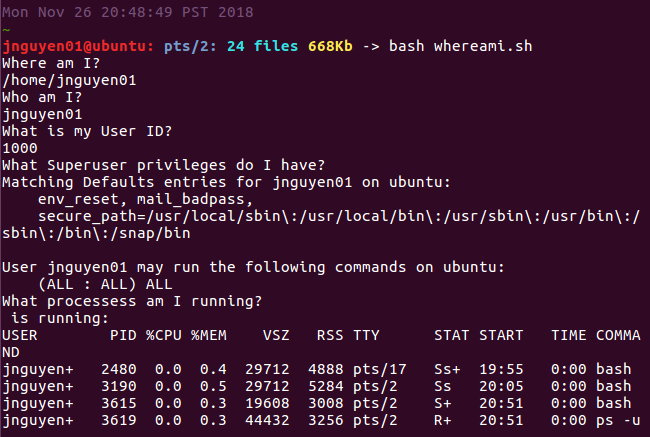 Mon Nov 26 20:48:49 PST 2018
~
jnguyen01@ubuntu: pts/2: 24 files 668Kb -> bash whereami.sh
Where am I?
/home/jnguyen01
Who am I?
jnguyen01
What is my User ID?
1000
What Superuser privileges do I have?
Matching Defaults entries for jnguyen01 on ubuntu:
    env_reset, mail_badpass,
    secure_path=/usr/local/sbin\:/usr/local/bin\:/usr/sbin\:/usr/bin\:/
sbin\:/bin\:/snap/bin

User jnguyen01 may run the following commands on ubuntu:
    (ALL : ALL) ALL
What processess am I running?
 is running:
USER        PID %CPU %MEM    VSZ   RSS TTY      STAT START   TIME COMMA
ND
jnguyen+   2480  0.0  0.4  29712  4888 pts/17   Ss+  19:55   0:00 bash
jnguyen+   3190  0.0  0.5  29712  5284 pts/2    Ss   20:05   0:00 bash
jnguyen+   3615  0.0  0.3  19608  3008 pts/2    S+   20:51   0:00 bash
jnguyen+   3619  0.0  0.3  44432  3256 pts/2    R+   20:51   0:00 ps -u